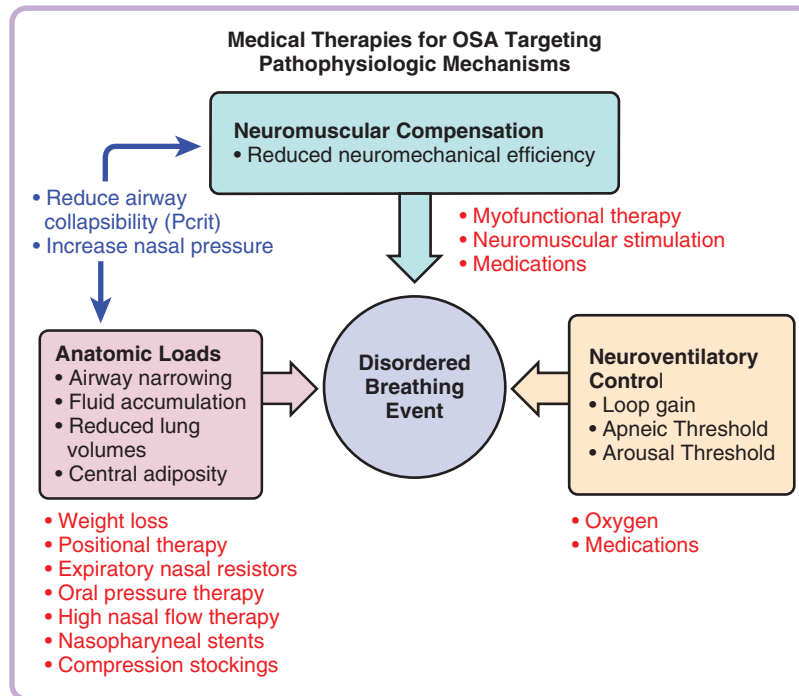 Medical Therapies for OSA Targeting
Pathophysiologic Mechanisms
Neuromuscular Compensation
• Reduced neuromechanical efficiency
• Reduce airway
collapsibility (Pcrit)
• Increase nasal pressure
• Myofunctional therapy
• Neuromuscular stimulation
• Medications
Anatomic Loads
• Airway narrowing
• Fluid accumulation
• Reduced lung
volumes
• Central adiposity
Disordered
Breathing
Event
Neuroventilatory
Control
• Loop gain
• Apneic Threshold
• Arousal Threshold
• Weight loss
• Positional therapy
• Expiratory nasal resistors
• Oral pressure therapy
• High nasal flow therapy
• Nasopharyneal stents
• Compression stockings
• Oxygen
• Medications